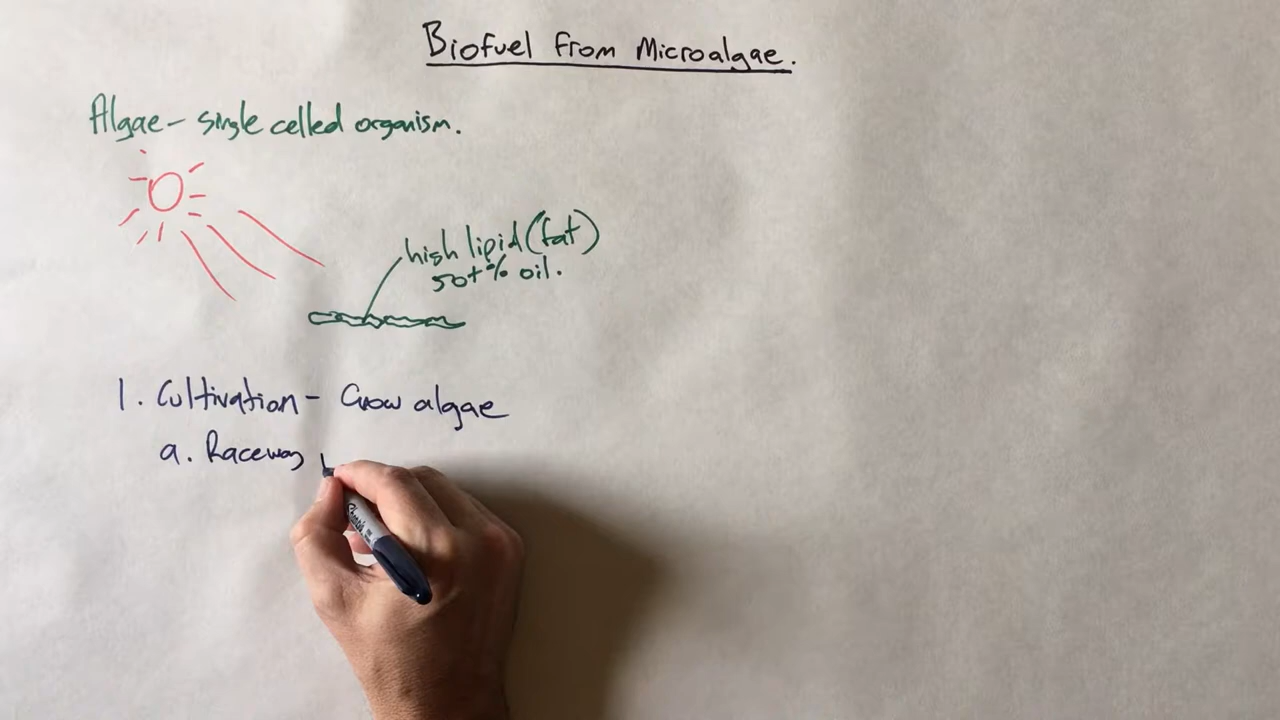 Biofuel from Microalgae.
Algae - single celled organism.
high lipid (fat)
50+% oil.
1. Cultivation - Grow algae
a. Raceway